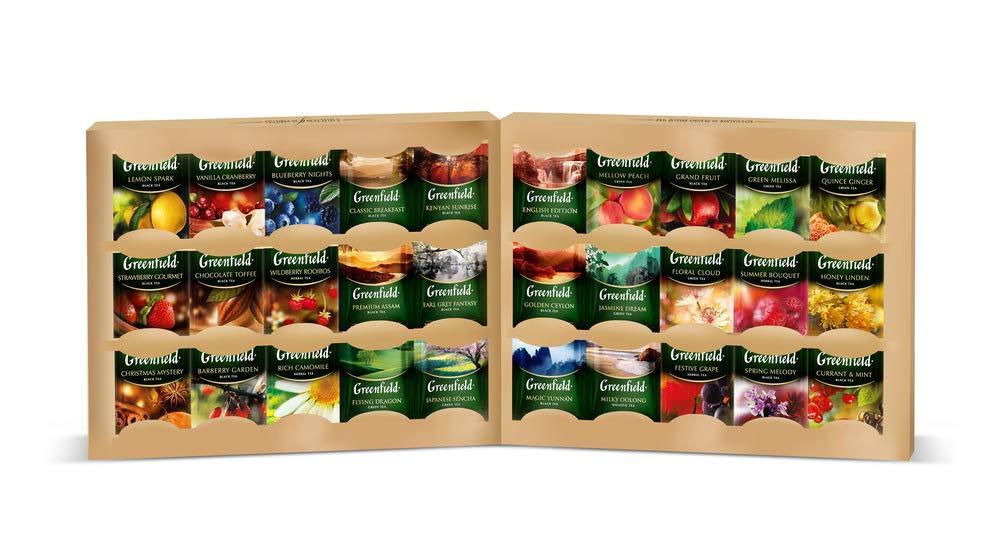 Greenfield
LEMON SPARK
BLACK TEA
Greenfield
VANILLA CRANBERRY
BLACK TEA
Greenfield
BLUEBERRY NIGHTS
BLACK TEA
Greenfield
CLASSIC BREAKFAST
BLACK TEA
Greenfield
KENYAN SUNRISE
BLACK TEA
Greenfield
STRAWBERRY GOURMET
BLACK TEA
Greenfield
CHOCOLATE TOFFEE
BLACK TEA
Greenfield
WILDBERRY ROOIBOS
HERBAL TEA
Greenfield
PREMIUM ASSAM
BLACK TEA
Greenfield
EARL GREY FANTASY
BLACK TEA
Greenfield
CHRISTMAS MYSTERY
BLACK TEA
Greenfield
BARBERRY GARDEN
BLACK TEA
Greenfield
RICH CAMOMILE
HERBAL TEA
Greenfield
FLYING DRAGON
GREEN TEA
Greenfield
JAPANESE SENCHA
GREEN TEA
Greenfield
ENGLISH EDITION
BLACK TEA
Greenfield
MELLOW PEACH
GREEN TEA
Greenfield
GRAND FRUIT
BLACK TEA
Greenfield
GREEN MELISSA
GREEN TEA
Greenfield
QUINCE GINGER
GREEN TEA
Greenfield
GOLDEN CEYLON
BLACK TEA
Greenfield
JASMINE DREAM
GREEN TEA
Greenfield
FLORAL CLOUD
Greenfield
SUMMER BOUQUET
HERBAL TEA
Greenfield
HONEY LINDEN
BLACK TEA
Greenfield
MAGIC YUNNAN
BLACK TEA
Greenfield
MILKY OOLONG
OOLONG TEA
Greenfield
FESTIVE GRAPE
HERBAL TEA
Greenfield
SPRING MELODY
BLACK TEA
Greenfield
CURRANT & MINT
BLACK TEA